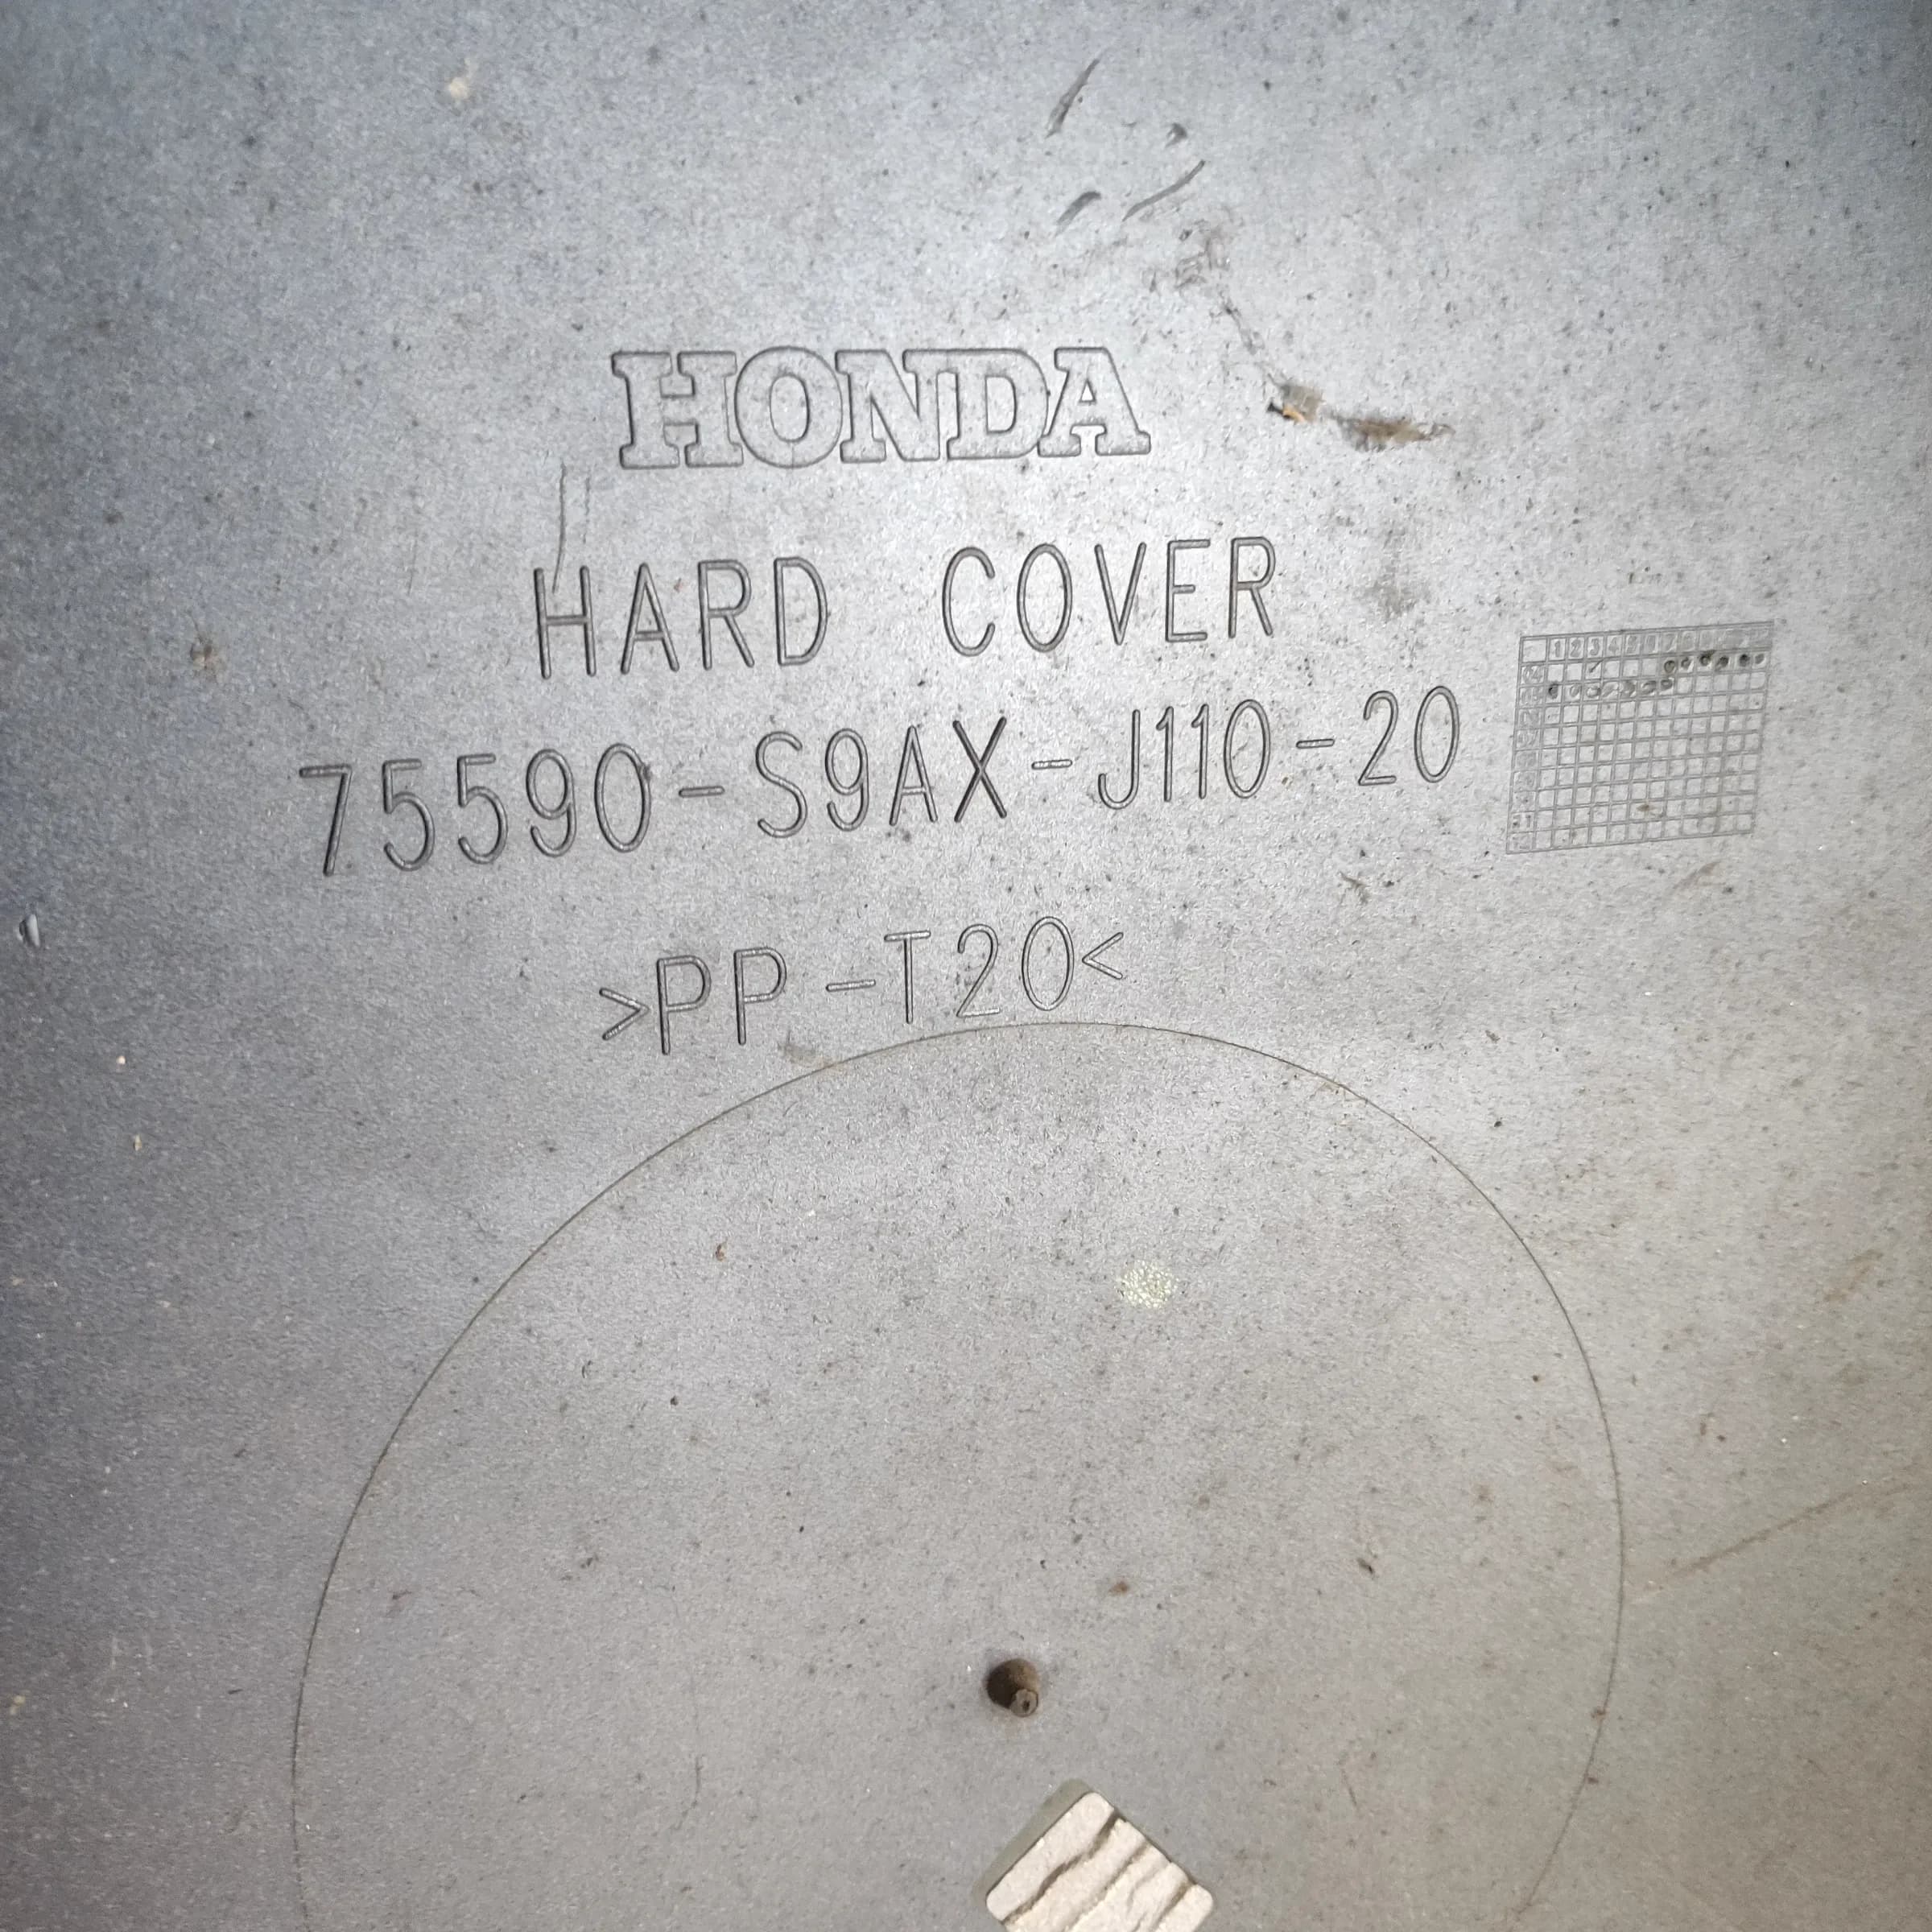 HONDA
HARD COVER
75590-S9AX-J110-20
>PP-T20<